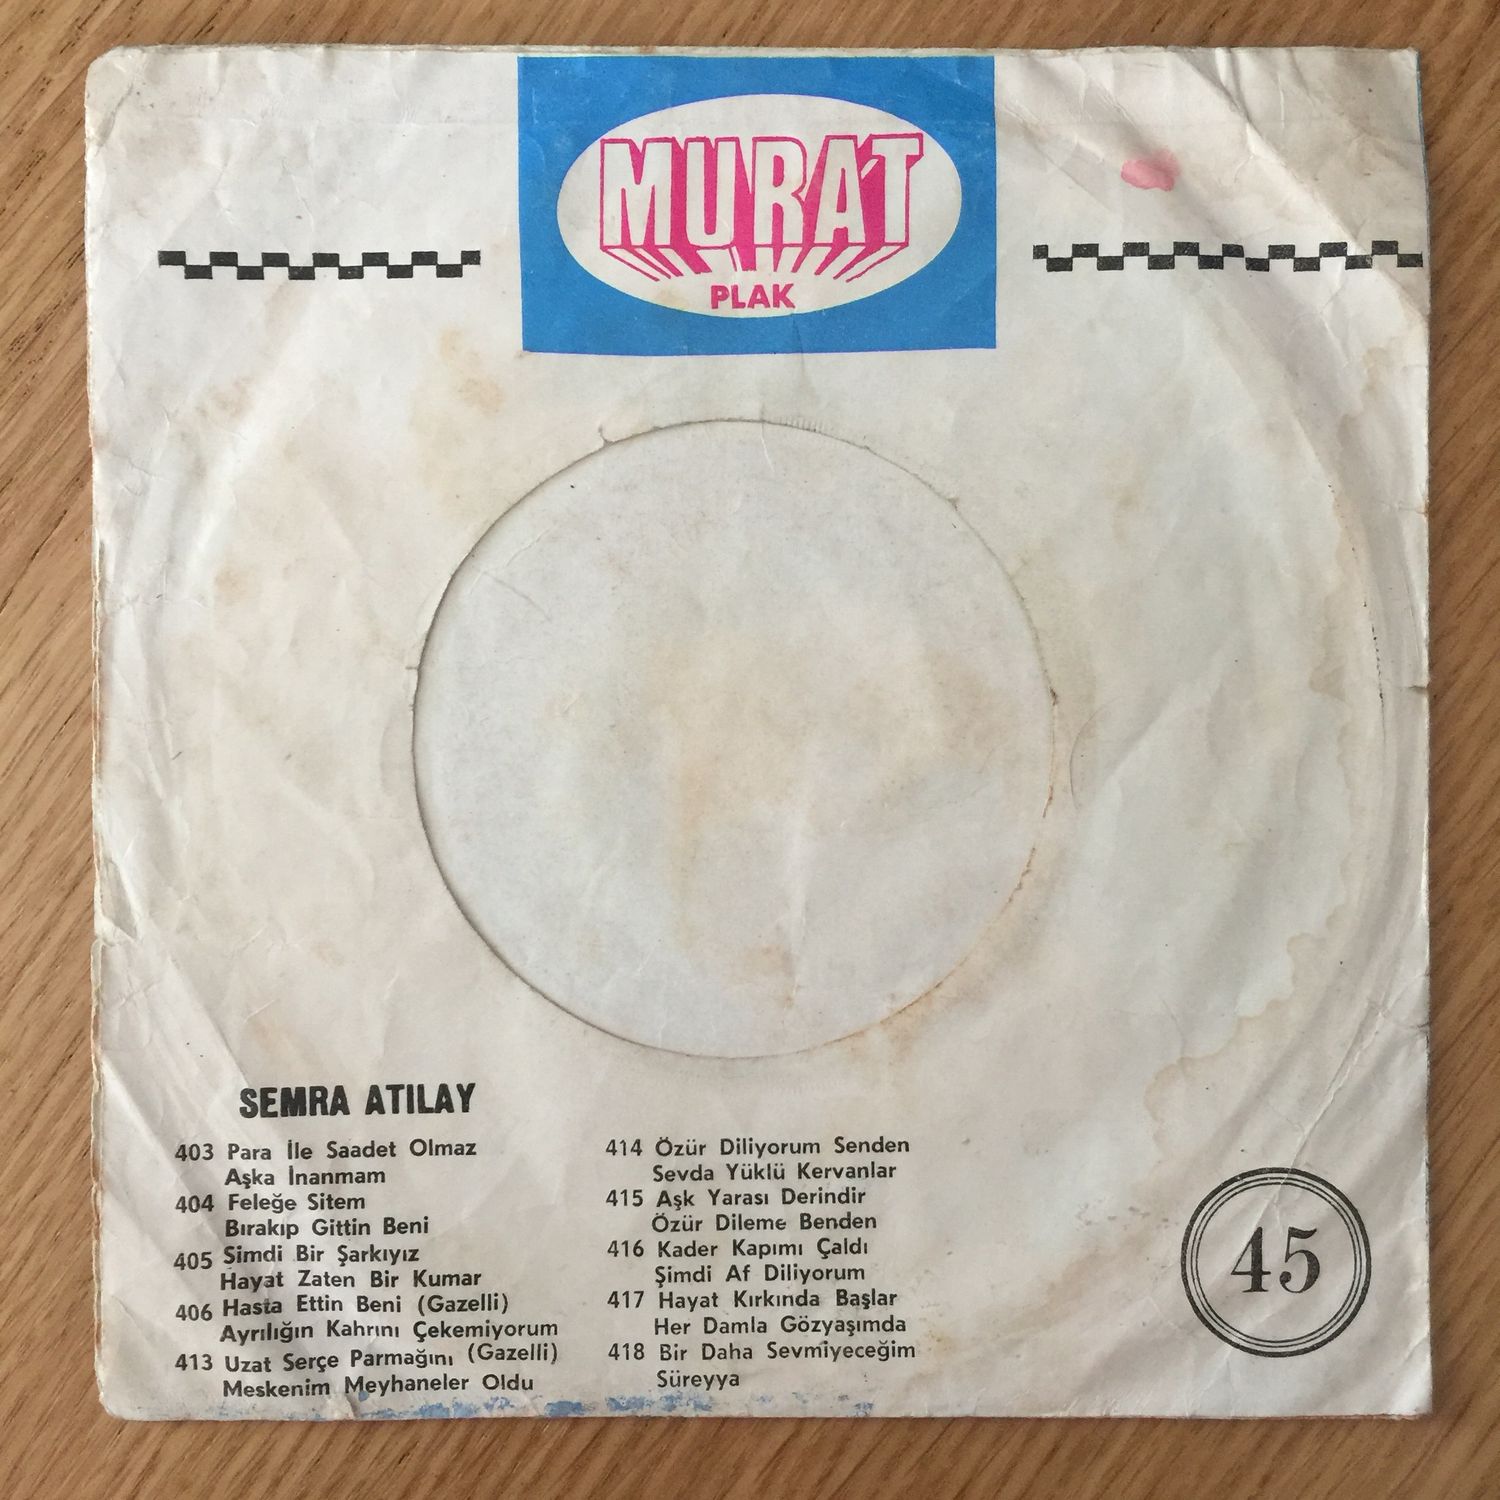 MURAT
PLAK
SEMRA ATILAY
403 Para İle Saadet Olmaz
Aşka İnanmam
404 Feleğe Sitem
Bırakıp Gittin Beni
405 Şimdi Bir Şarkıyız
Hayat Zaten Bir Kumar
406 Hasta Ettin Beni (Gazelli)
Ayrılığın Kahrını Çekemiyorum
413 Uzat Serçe Parmağını (Gazelli)
Meskenim Meyhaneler Oldu
414 Özür Diliyorum Senden
Sevda Yüklü Kervanlar
415 Aşk Yarası Derindir
Özür Dileme Benden
416 Kader Kapımı Çaldı
Şimdi Af Diliyorum
417 Hayat Kırkında Başlar
Her Damla Gözyaşımda
418 Bir Daha Sevmiyeceğim
Süreyya
45